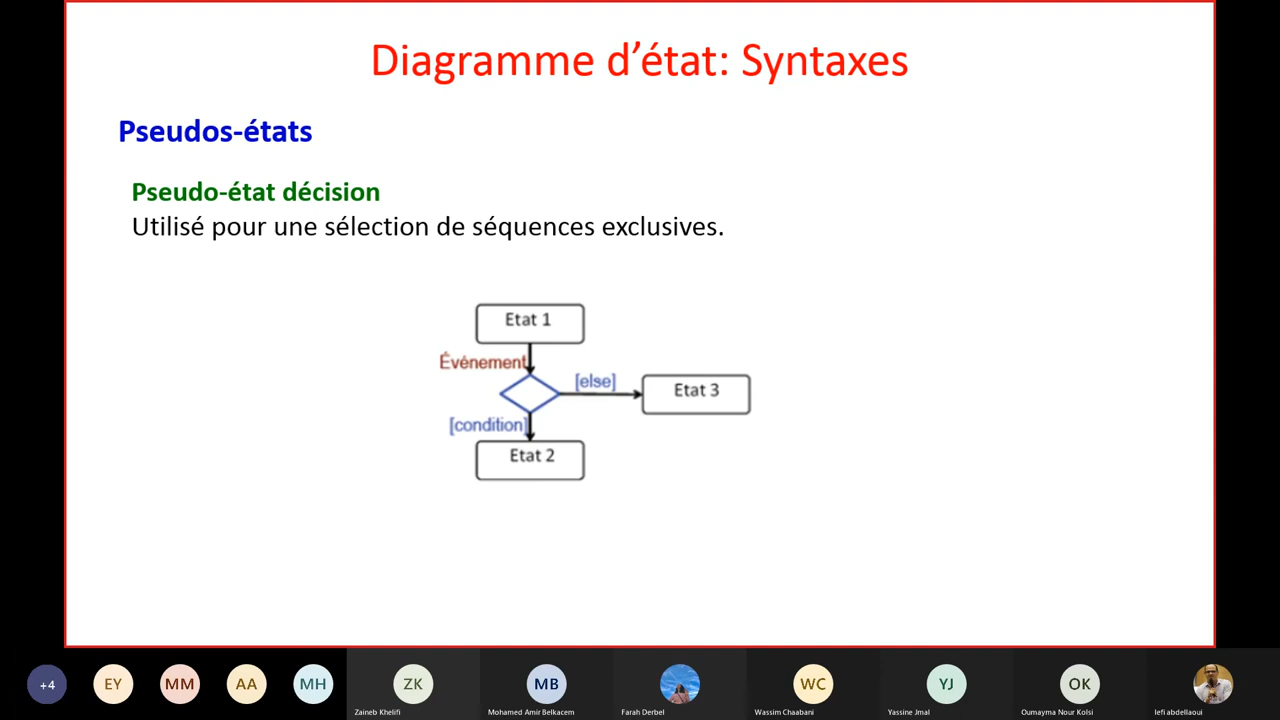 Diagramme d’état: Syntaxes
Pseudos-états
Pseudo-état décision
Utilisé pour une sélection de séquences exclusives.
Etat 1
Événement
[else]
Etat 3
[condition]
Etat 2
+4
EY
MM
AA
MH
ZK
MB
WC
YJ
OK
Zaineb Khelifi
Mohamed Amir Belkacem
Farah Derbel
Wassim Chaabani
Yassine Jmal
Oumayma Nour Kolsi
lefi abdellaoui